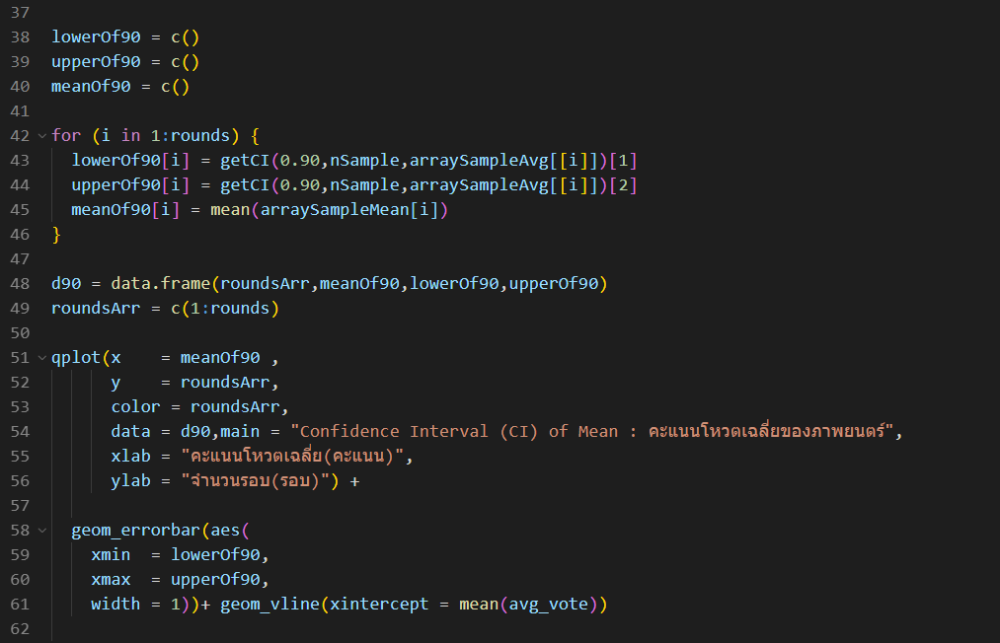 37
38 lowerOf90 = c()
39 upperOf90 = c()
40 meanOf90 = c()
41
42 for (i in 1:rounds) {
43   lowerOf90[i] = getCI(0.90,nSample,arraySampleAvg[[i]])[1]
44   upperOf90[i] = getCI(0.90,nSample,arraySampleAvg[[i]])[2]
45   meanOf90[i] = mean(arraySampleMean[i])
46 }
47
48 d90 = data.frame(roundsArr,meanOf90,lowerOf90,upperOf90)
49 roundsArr = c(1:rounds)
50
51 qplot(x    = meanOf90 ,
52       y    = roundsArr,
53       color = roundsArr,
54       data = d90,main = "Confidence Interval (CI) of Mean : คะแนนโหวตเฉลี่ยของภาพยนตร์",
55       xlab = "คะแนนโหวตเฉลี่ย(คะแนน)",
56       ylab = "จำนวนรอบ(รอบ)") +
57
58   geom_errorbar(aes(
59     xmin  = lowerOf90,
60     xmax  = upperOf90,
61     width = 1))+ geom_vline(xintercept = mean(avg_vote))
62